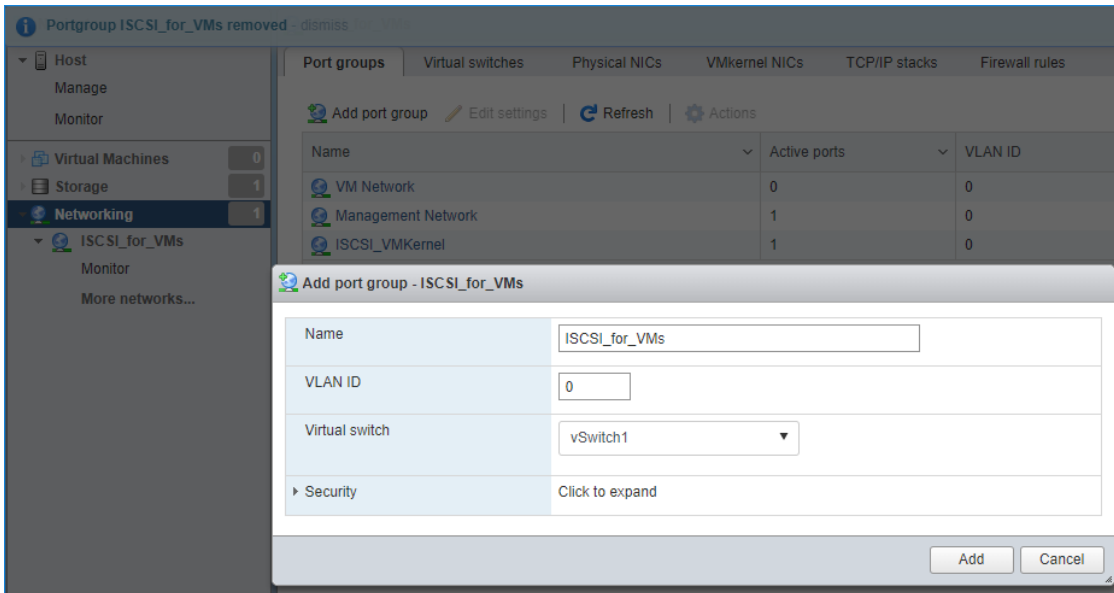 Portgroup ISCSI_for_VMs removed - dismiss
Host
Manage
Monitor
Virtual Machines 0
Storage 1
Networking 1
ISCSI_for_VMs
Monitor
More networks...
Port groups Virtual switches Physical NICs VMkernel NICs TCP/IP stacks Firewall rules
Add port group Edit settings Refresh Actions
Name Active ports VLAN ID
VM Network 0 0
Management Network 1 0
ISCSI_VMKernel 1 0
Add port group - ISCSI_for_VMs
Name ISCSI_for_VMs
VLAN ID 0
Virtual switch vSwitch1
Security Click to expand
Add Cancel